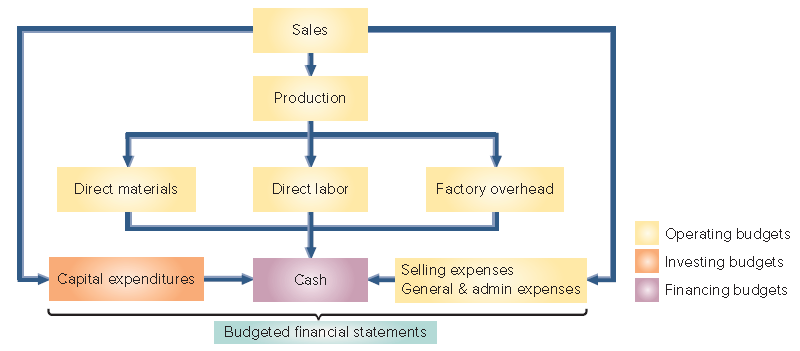 Sales
Production
Direct materials
Direct labor
Factory overhead
Operating budgets
Investing budgets
Financing budgets
Capital expenditures
Cash
Selling expenses
General & admin expenses
Budgeted financial statements